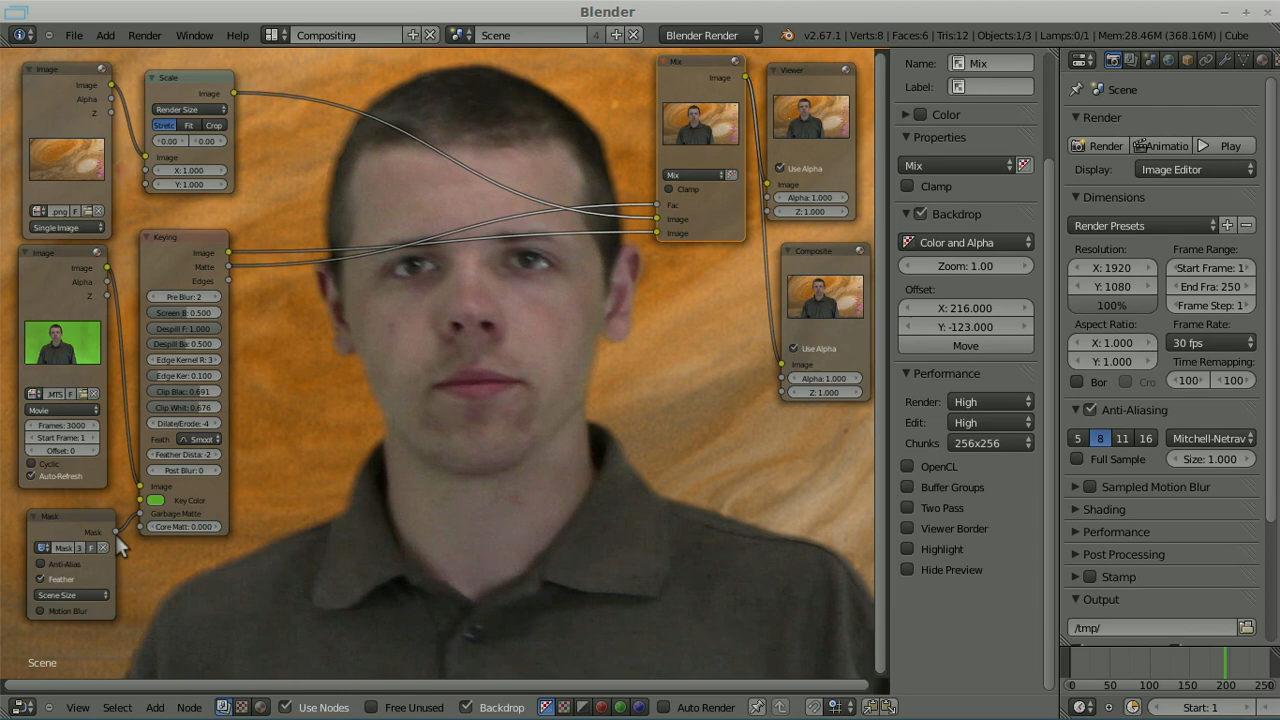 Blender
File Add Render Window Help Compositing Scene 4 Blender Render v2.67.1 | Verts:8 | Faces:6 | Tris:12 | Objects:1/3 | Lamps:0/1 | Mem:28.46M (368.16M) | Cube
Image
Image
Alpha
Z
.png F
Single Image
Scale
Image
Render Size
Stretc Fit Crop
0.00 0.00
Image
X: 1.000
Y: 1.000
Image
Image
Alpha
Z
.MTS F
Movie
Frames: 3000
Start Frame: 1
Offset: 0
Cyclic
Auto-Refresh
Keying
Image
Matte
Edges
Pre Blur: 2
Screen B: 0.500
Despill F: 1.000
Despill Ba: 0.500
Edge Kernel R: 3
Edge Ker: 0.100
Clip Blac: 0.691
Clip Whit: 0.676
Dilate/Erode: -4
Feath Smoot
Feather Dista: -2
Post Blur: 0
Image
Key Color
Garbage Matte
Core Matt: 0.000
Mask
Mask
Mask 3 F
Anti-Alias
Feather
Scene Size
Motion Blur
Mix
Image
Mix
Clamp
Fac
Image
Image
Viewer
Use Alpha
Image
Alpha: 1.000
Z: 1.000
Composite
Use Alpha
Image
Alpha: 1.000
Z: 1.000
Scene
Name: Mix
Label:
Color
Properties
Mix
Clamp
Backdrop
Color and Alpha
Zoom: 1.00
Offset:
X: 216.000
Y: -123.000
Move
Performance
Render: High
Edit: High
Chunks 256x256
OpenCL
Buffer Groups
Two Pass
Viewer Border
Highlight
Hide Preview
Scene
Render
Render Animatio Play
Display: Image Editor
Dimensions
Render Presets
Resolution: Frame Range:
X: 1920 Start Frame: 1
Y: 1080 End Fra: 250
100% Frame Step: 1
Aspect Ratio: Frame Rate:
X: 1.000 30 fps
Y: 1.000 Time Remapping:
Bor Cro 100 100
Anti-Aliasing
5 8 11 16 Mitchell-Netrav
Full Sample Size: 1.000
Sampled Motion Blur
Shading
Performance
Post Processing
Stamp
Output
/tmp/
0 50 100 150 200 250
View Select Add Node Use Nodes Free Unused Backdrop Auto Render Start: 1